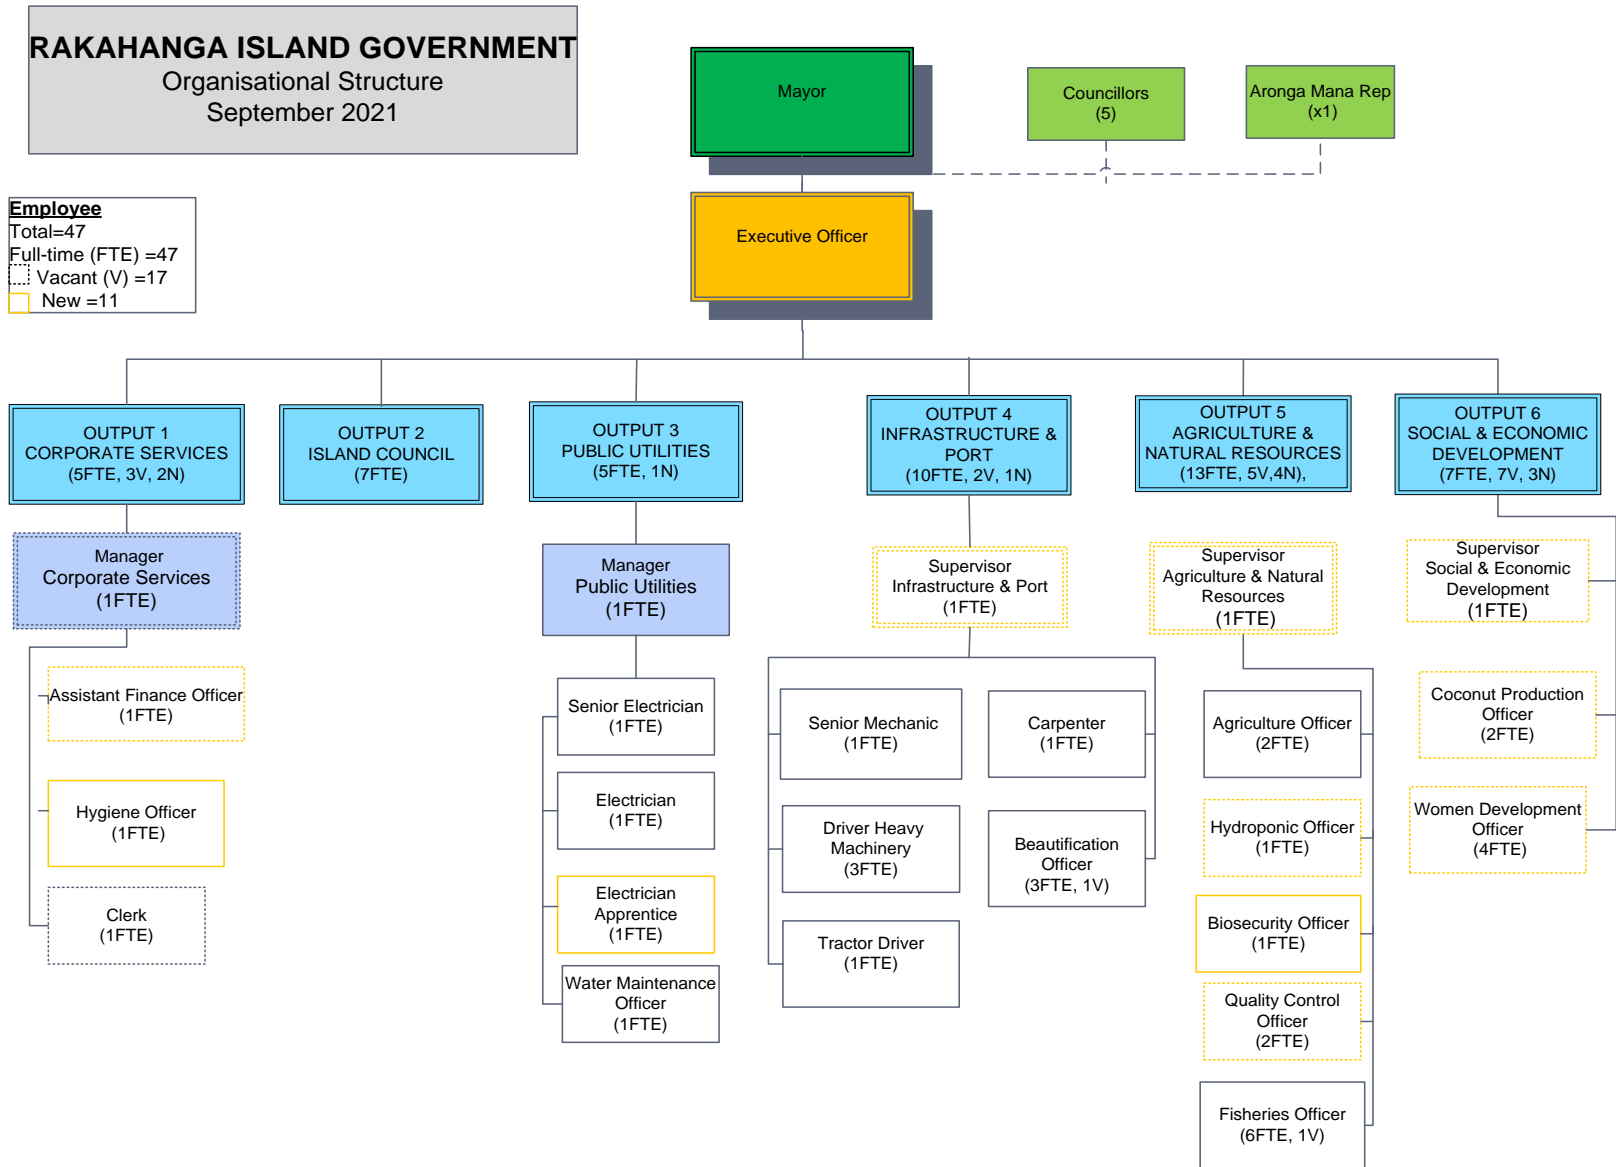 RAKAHANGA ISLAND GOVERNMENT
Organisational Structure
September 2021
Mayor
Councillors
(5)
Aronga Mana Rep
(x1)
Employee
Total=47
Full-time (FTE) =47
Vacant (V) =17
New =11
Executive Officer
OUTPUT 1
CORPORATE SERVICES
(5FTE, 3V, 2N)
OUTPUT 2
ISLAND COUNCIL
(7FTE)
OUTPUT 3
PUBLIC UTILITIES
(5FTE, 1N)
OUTPUT 4
INFRASTRUCTURE &
PORT
(10FTE, 2V, 1N)
OUTPUT 5
AGRICULTURE &
NATURAL RESOURCES
(13FTE, 5V,4N),
OUTPUT 6
SOCIAL & ECONOMIC
DEVELOPMENT
(7FTE, 7V, 3N)
Manager
Corporate Services
(1FTE)
Manager
Public Utilities
(1FTE)
Supervisor
Infrastructure & Port
(1FTE)
Supervisor
Agriculture & Natural
Resources
(1FTE)
Supervisor
Social & Economic
Development
(1FTE)
Assistant Finance Officer
(1FTE)
Hygiene Officer
(1FTE)
Clerk
(1FTE)
Senior Electrician
(1FTE)
Electrician
(1FTE)
Electrician
Apprentice
(1FTE)
Water Maintenance
Officer
(1FTE)
Senior Mechanic
(1FTE)
Driver Heavy
Machinery
(3FTE)
Tractor Driver
(1FTE)
Carpenter
(1FTE)
Beautification
Officer
(3FTE, 1V)
Agriculture Officer
(2FTE)
Hydroponic Officer
(1FTE)
Biosecurity Officer
(1FTE)
Quality Control
Officer
(2FTE)
Fisheries Officer
(6FTE, 1V)
Coconut Production
Officer
(2FTE)
Women Development
Officer
(4FTE)